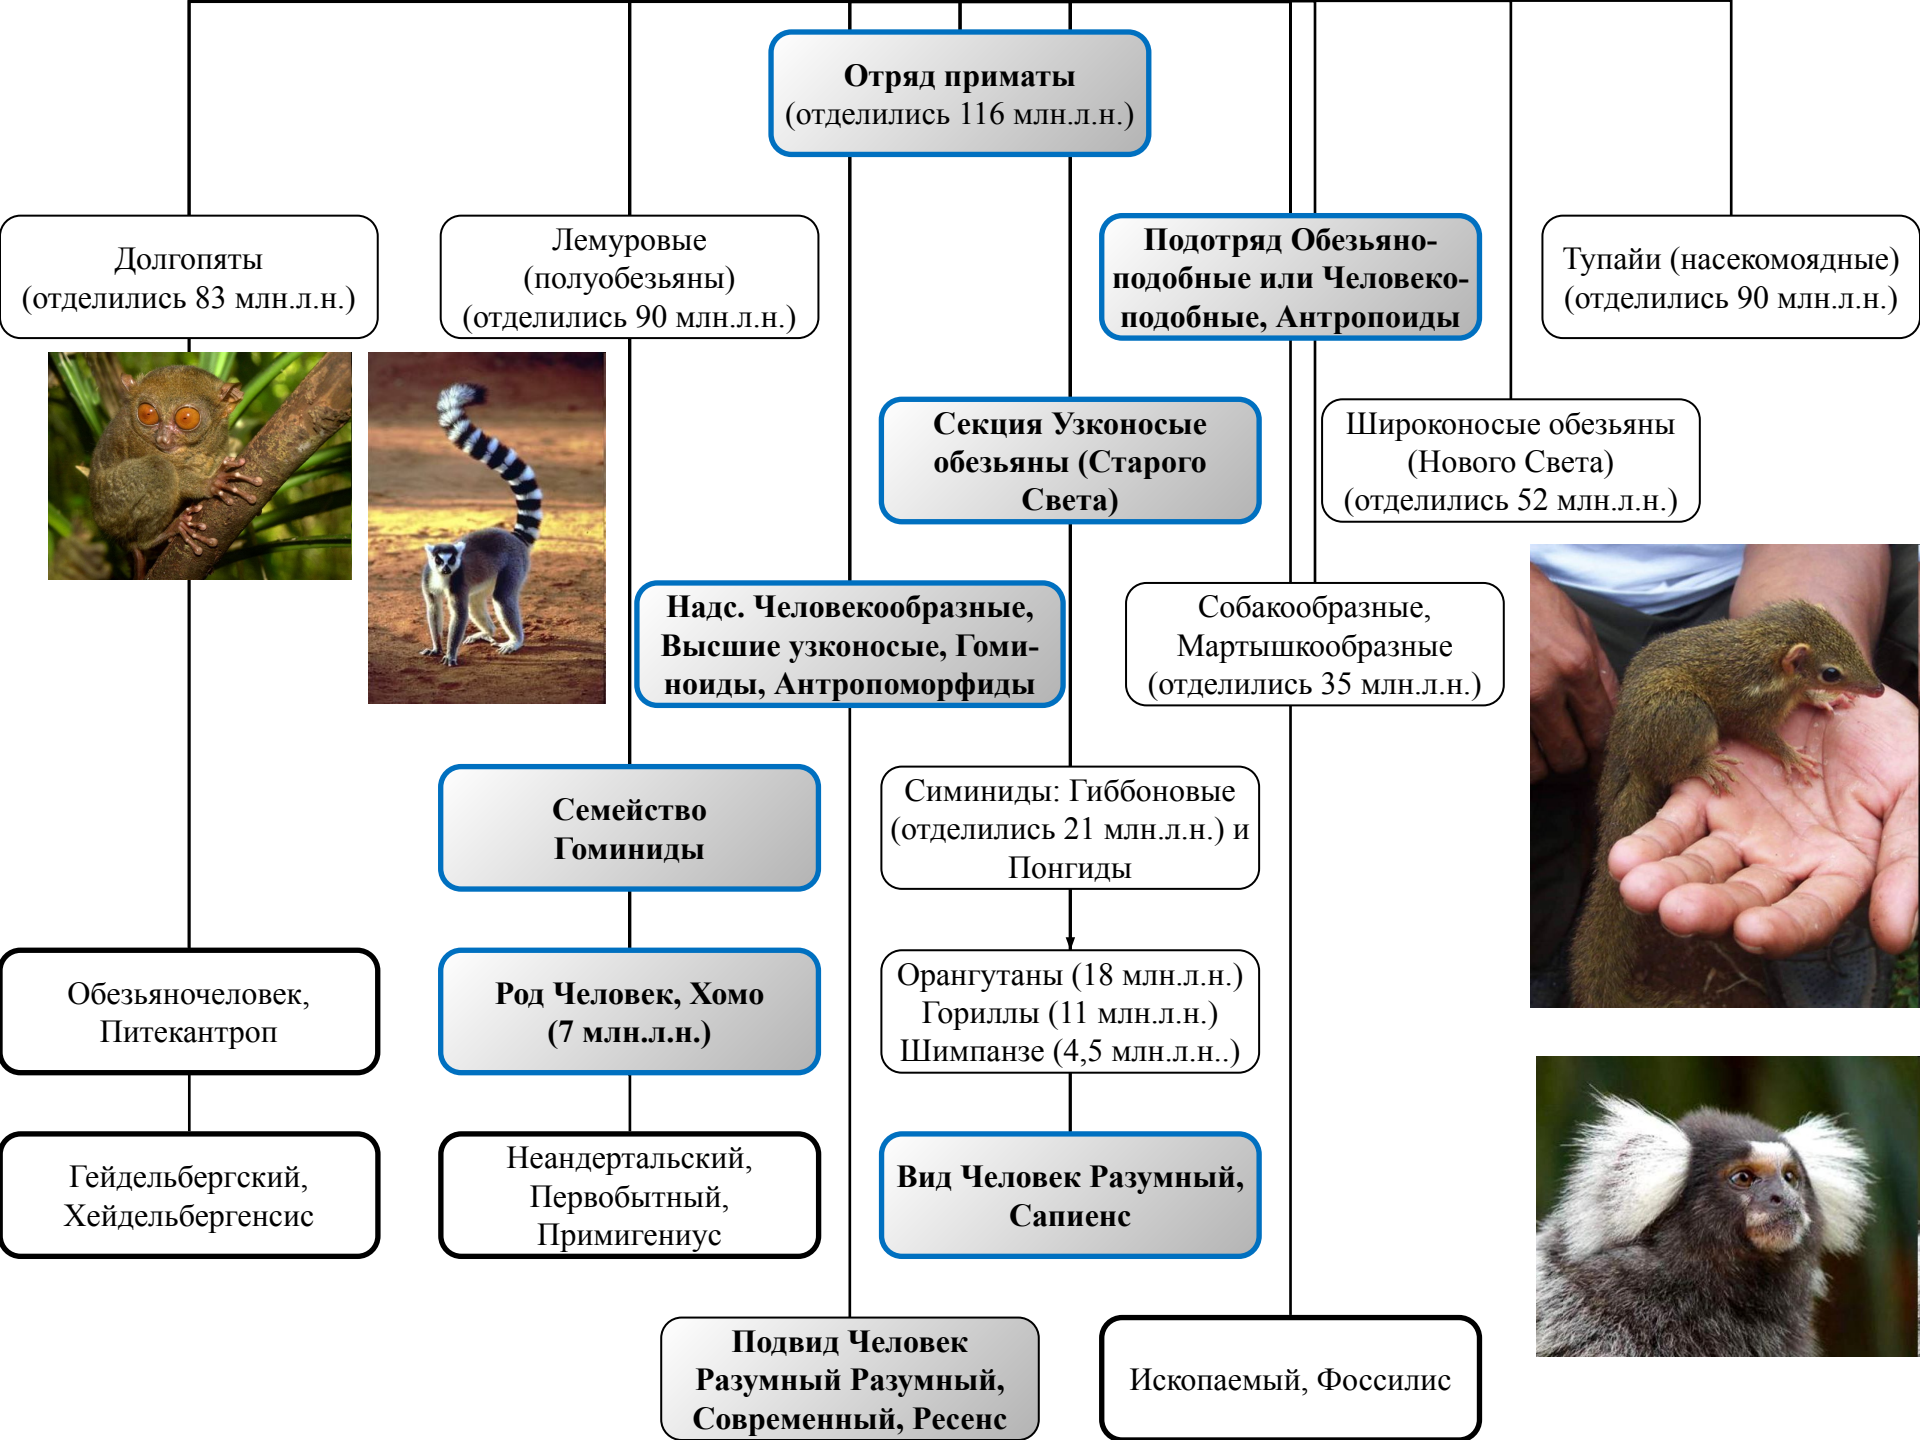 Отряд приматы
(отделились 116 млн.л.н.)
Долгопяты
(отделились 83 млн.л.н.)
Лемуровые
(полуобезьяны)
(отделились 90 млн.л.н.)
Подотряд Обезьяно-
подобные или Человеко-
подобные, Антропоиды
Тупайи (насекомоядные)
(отделились 90 млн.л.н.)
Секция Узконосые
обезьяны (Старого
Света)
Широконосые обезьяны
(Нового Света)
(отделились 52 млн.л.н.)
Надс. Человекообразные,
Высшие узконосые, Гоми-
ноиды, Антропоморфиды
Собакообразные,
Мартышкообразные
(отделились 35 млн.л.н.)
Семейство
Гоминиды
Симиниды: Гиббоновые
(отделились 21 млн.л.н.) и
Понгиды
Обезьяночеловек,
Питекантроп
Род Человек, Хомо
(7 млн.л.н.)
Орангутаны (18 млн.л.н.)
Гориллы (11 млн.л.н.)
Шимпанзе (4,5 млн.л.н..)
Гейдельбергский,
Хейдельбергенсис
Неандертальский,
Первобытный,
Примигениус
Вид Человек Разумный,
Сапиенс
Подвид Человек
Разумный Разумный,
Современный, Ресенс
Ископаемый, Фоссилис